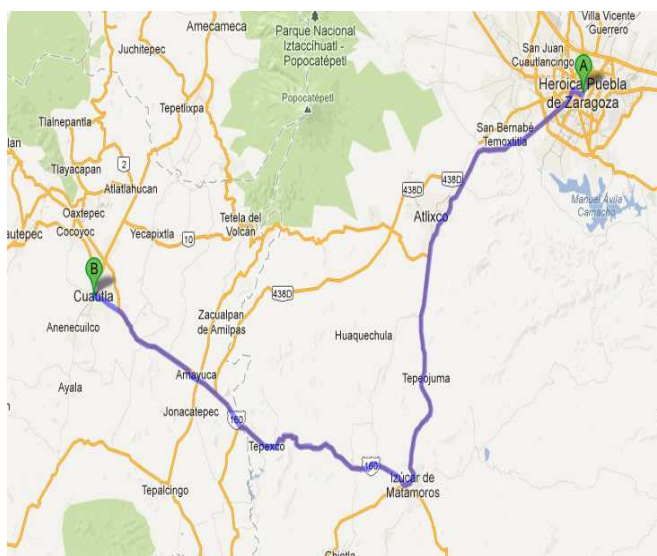 Amecameca
Parque Nacional
Iztaccíhuatl -
Popocatépetl
Villa Vicente
Guerrero
Juchitepec
San Juan
Cuautlancingo
A
Heroica Puebla
de Zaragoza
Popocatépetl
Tepetlixpa
Tlalnepantla
San Bernabé
Temoxtitla
Tlayacapan
2
Atlatlahucan
438D
438D
Manuel Ávila
Camacho
Oaxtepec
Cocoyoc
autepec
Yecapixtla
10
Tetela del
Volcán
Atlixco
B
Cuautla
438D
Zacualpan
de Amilpas
Anenecuilco
Huaquechula
Ayala
Amayuca
Tepeojuma
Jonacatepec
160
Tepexco
160
Izúcar de
Matamoros
Tepalcingo